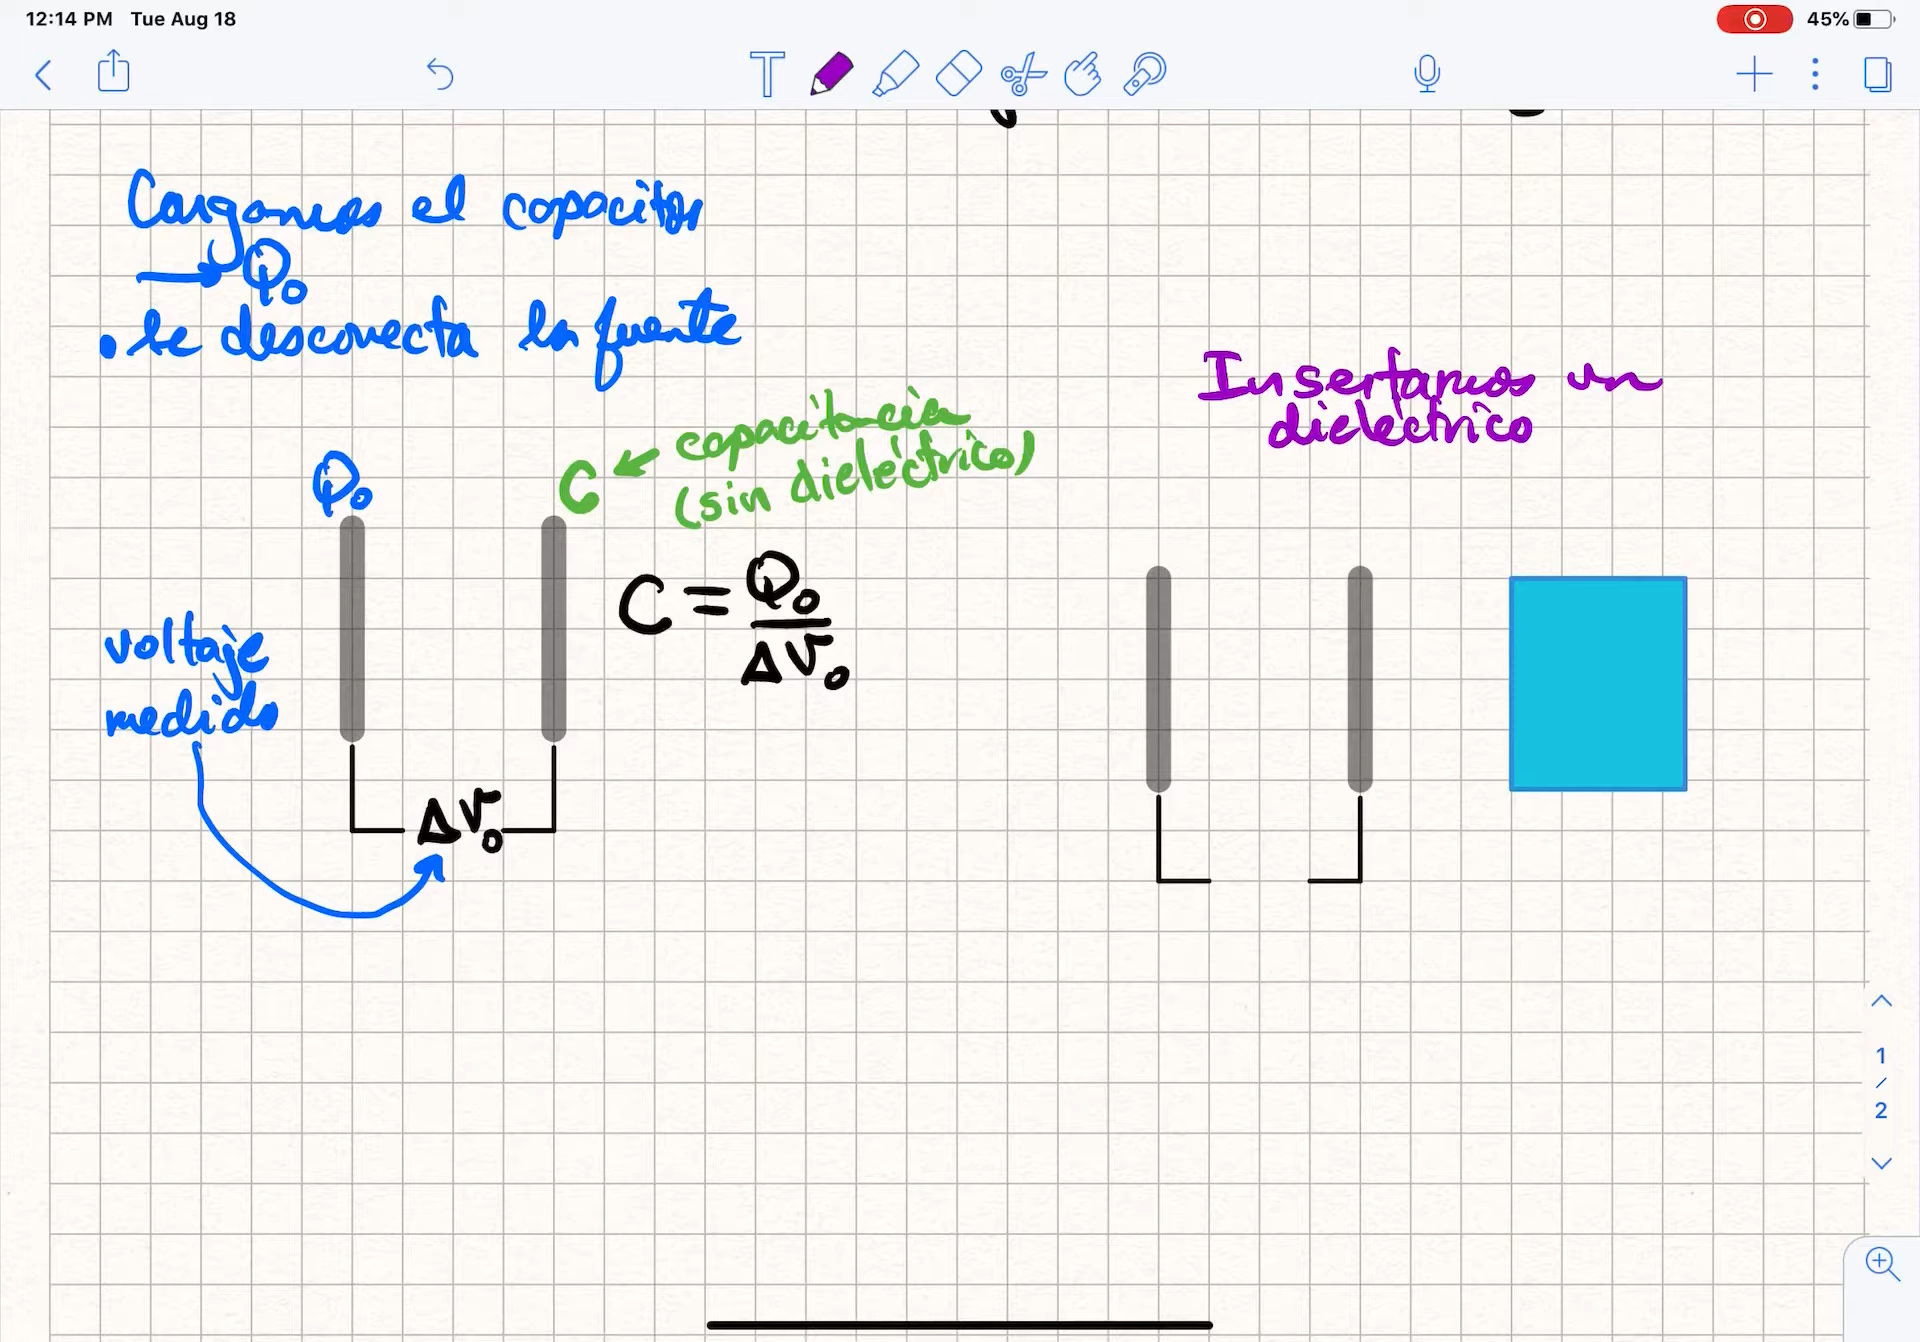 12:14 PM Tue Aug 18
45%
Cargamos el capacitor
→ Q₀
• Se desconecta la fuente
Insertamos un
dieléctrico
Q₀
C ← capacitancia
(sin dieléctrico)
C = Q₀ / ΔV₀
voltaje
medido
ΔV₀
1
/
2